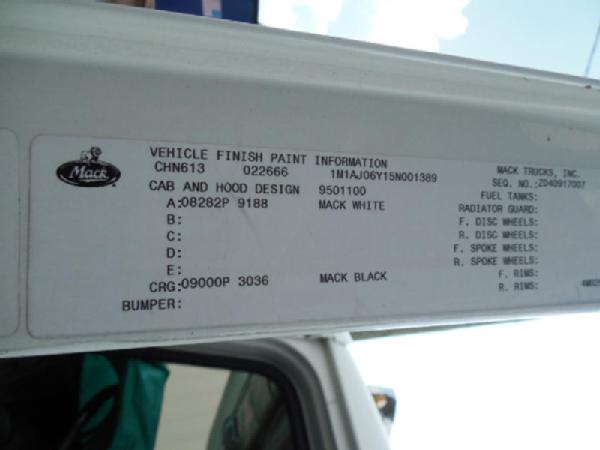 Mack
VEHICLE FINISH PAINT INFORMATION MACK TRUCKS, INC.
CHN613 022666 1M1AJ06Y15N001389 SEQ. NO.:ZO40917007
CAB AND HOOD DESIGN 9501100 FUEL TANKS:
A:08282P 9188 MACK WHITE RADIATOR GUARD:
B: F. DISC WHEELS:
C: R. DISC WHEELS:
D: F. SPOKE WHEELS:
E: R. SPOKE WHEELS:
CRG:09000P 3036 MACK BLACK F. RIMS:
BUMPER: R. RIMS: